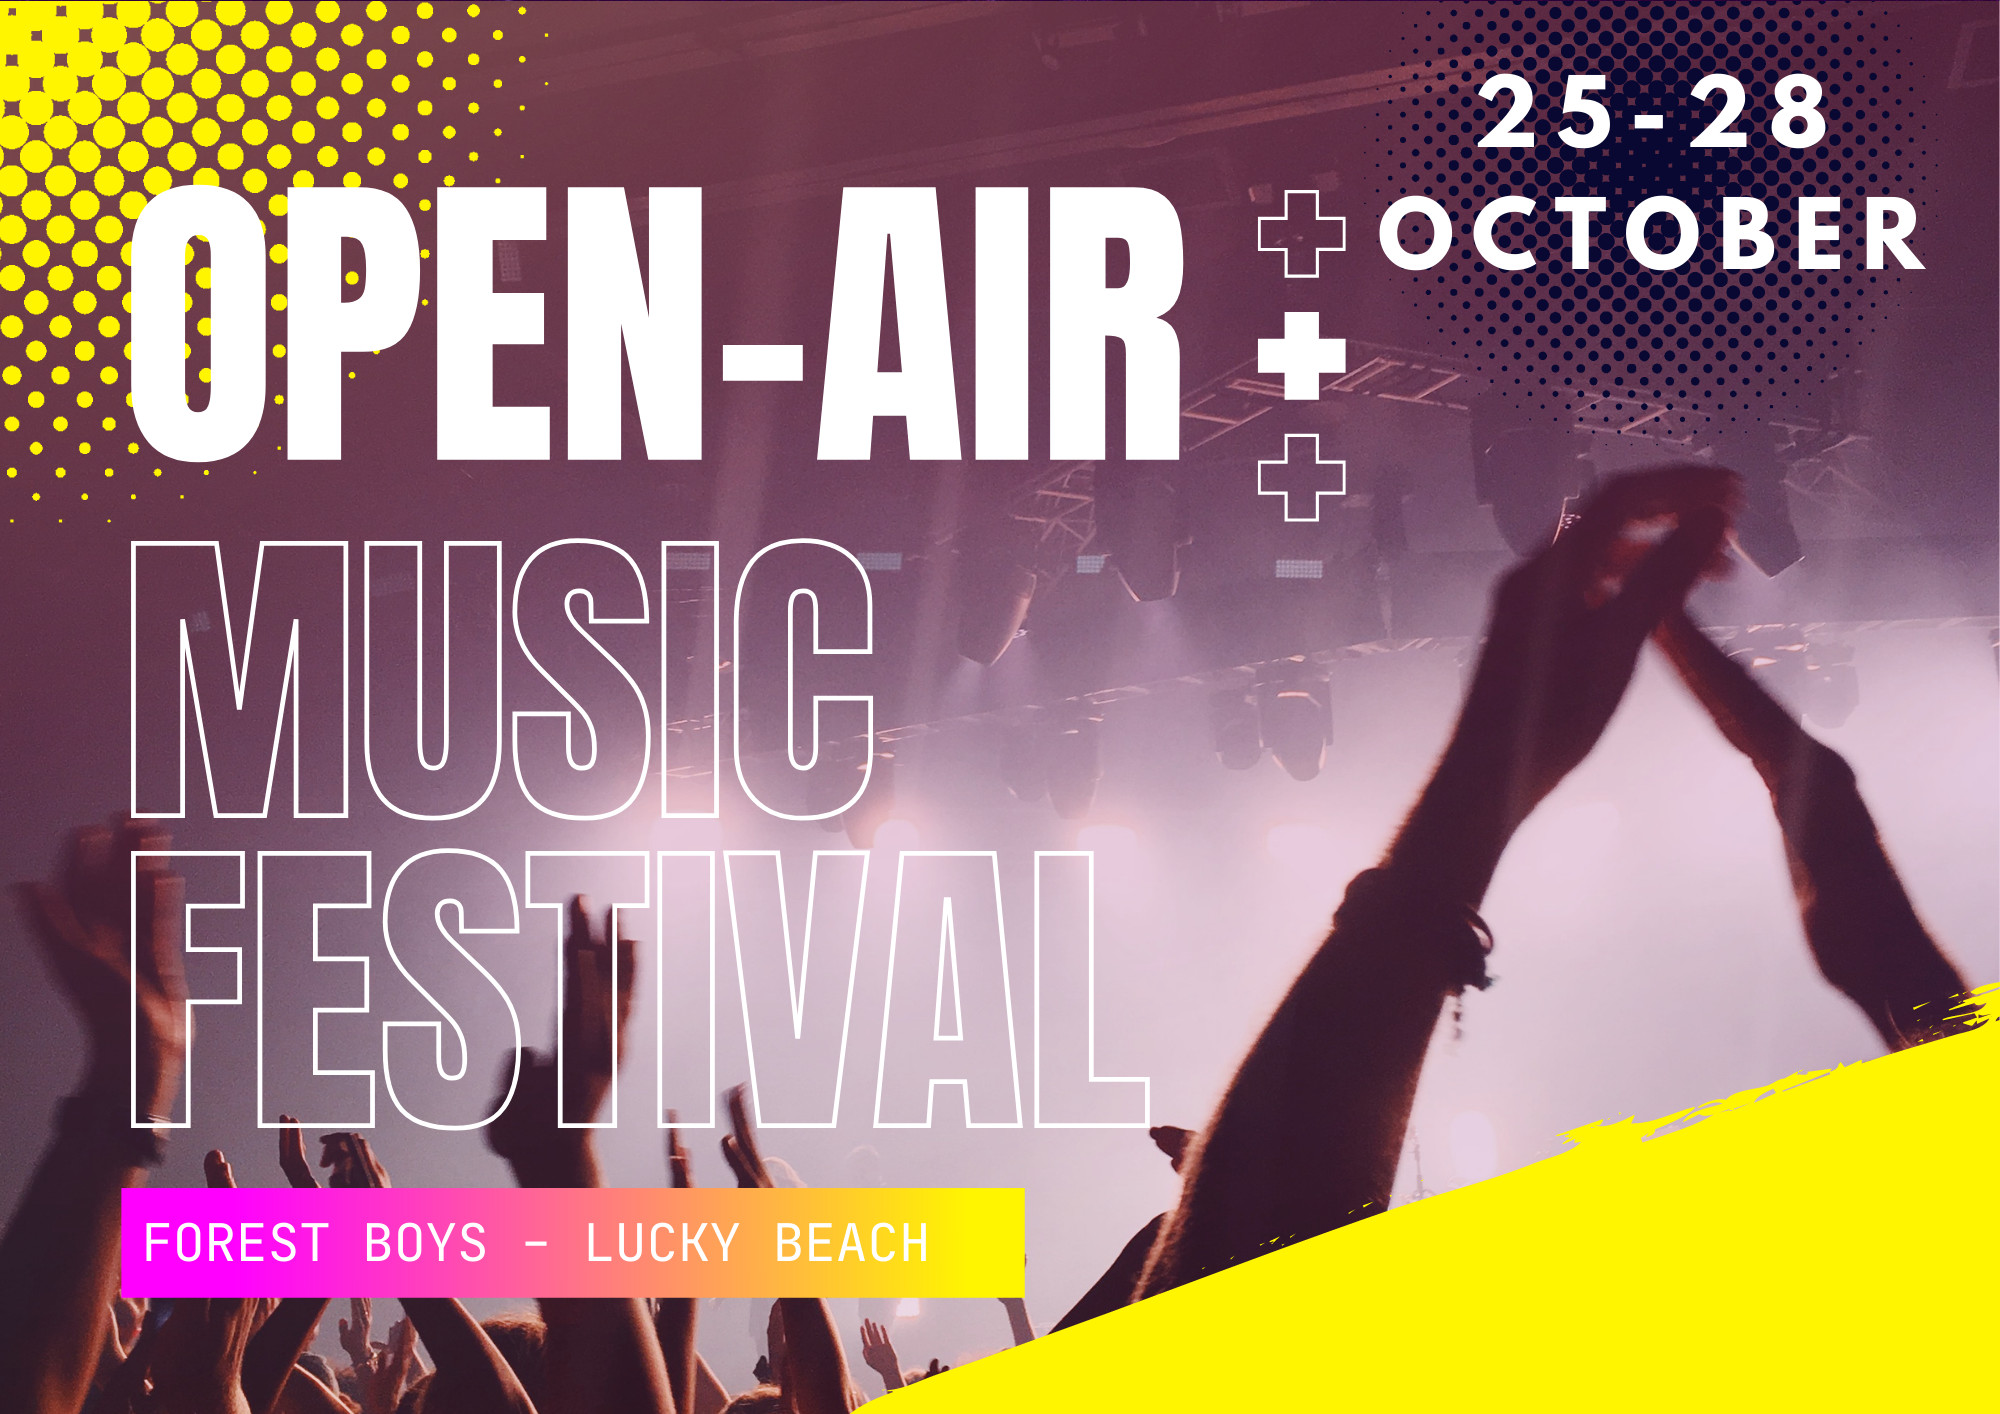 25-28
OCTOBER
OPEN-AIR
MUSIC
FESTIVAL
FOREST BOYS - LUCKY BEACH